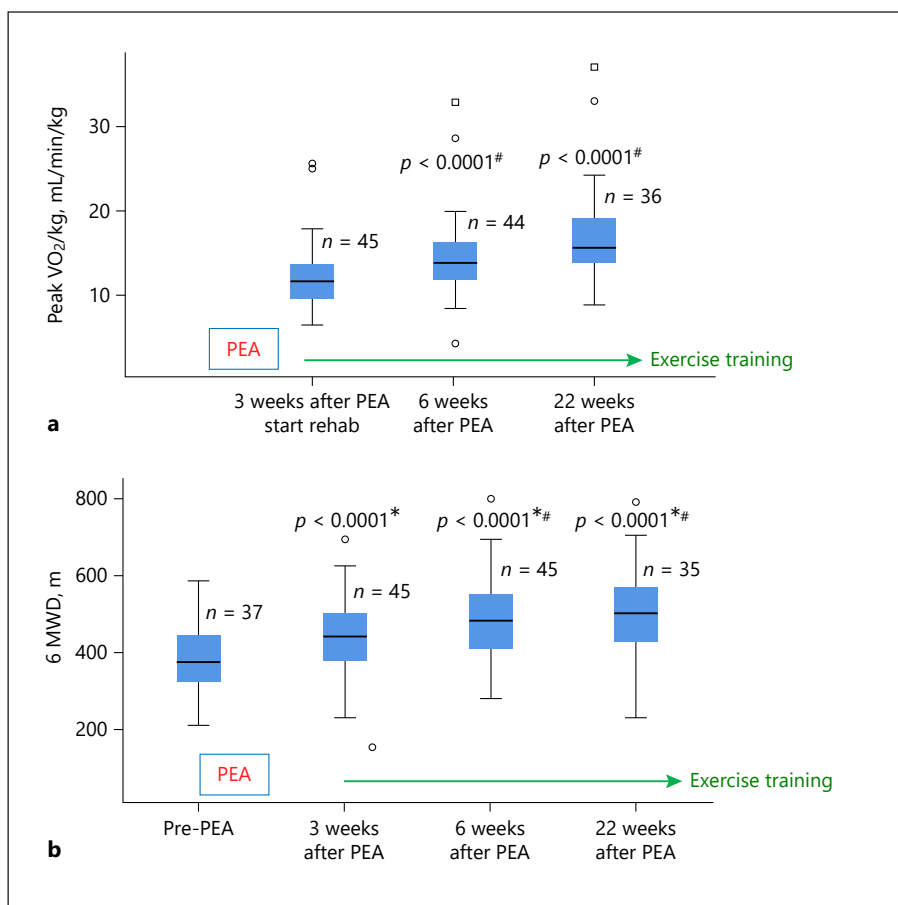 Peak VO₂/kg, mL/min/kg
30
20
10
p < 0.0001#
p < 0.0001#
n = 45
n = 44
n = 36
PEA
Exercise training
3 weeks after PEA
start rehab
6 weeks
after PEA
22 weeks
after PEA
a
6 MWD, m
800
600
400
200
p < 0.0001*
p < 0.0001*#
p < 0.0001*#
n = 37
n = 45
n = 45
n = 35
PEA
Exercise training
Pre-PEA
3 weeks
after PEA
6 weeks
after PEA
22 weeks
after PEA
b